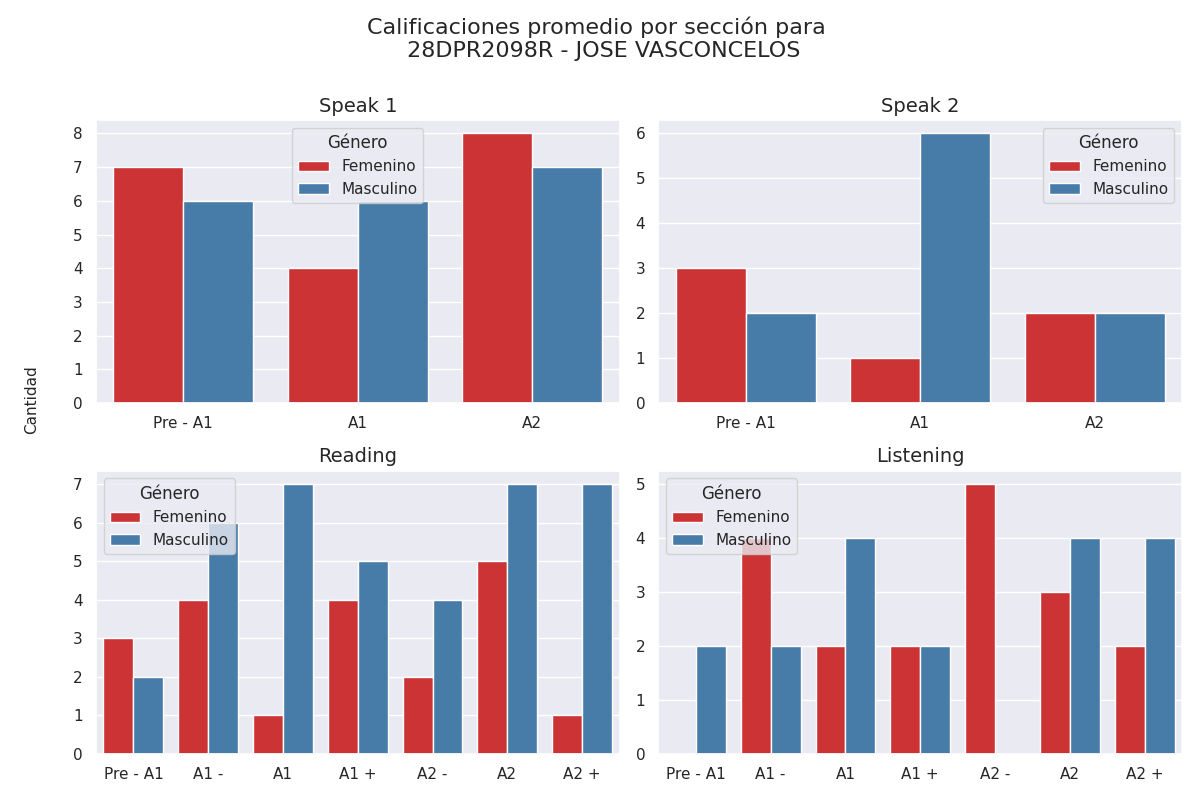 Calificaciones promedio por sección para
28DPR2098R - JOSE VASCONCELOS
Cantidad
Speak 1
8
7
6
5
4
3
2
1
0
Género
Femenino
Masculino
Pre - A1
A1
A2
Speak 2
6
5
4
3
2
1
0
Género
Femenino
Masculino
Pre - A1
A1
A2
Reading
7
6
5
4
3
2
1
0
Género
Femenino
Masculino
Pre - A1
A1 -
A1
A1 +
A2 -
A2
A2 +
Listening
5
4
3
2
1
0
Género
Femenino
Masculino
Pre - A1
A1 -
A1
A1 +
A2 -
A2
A2 +